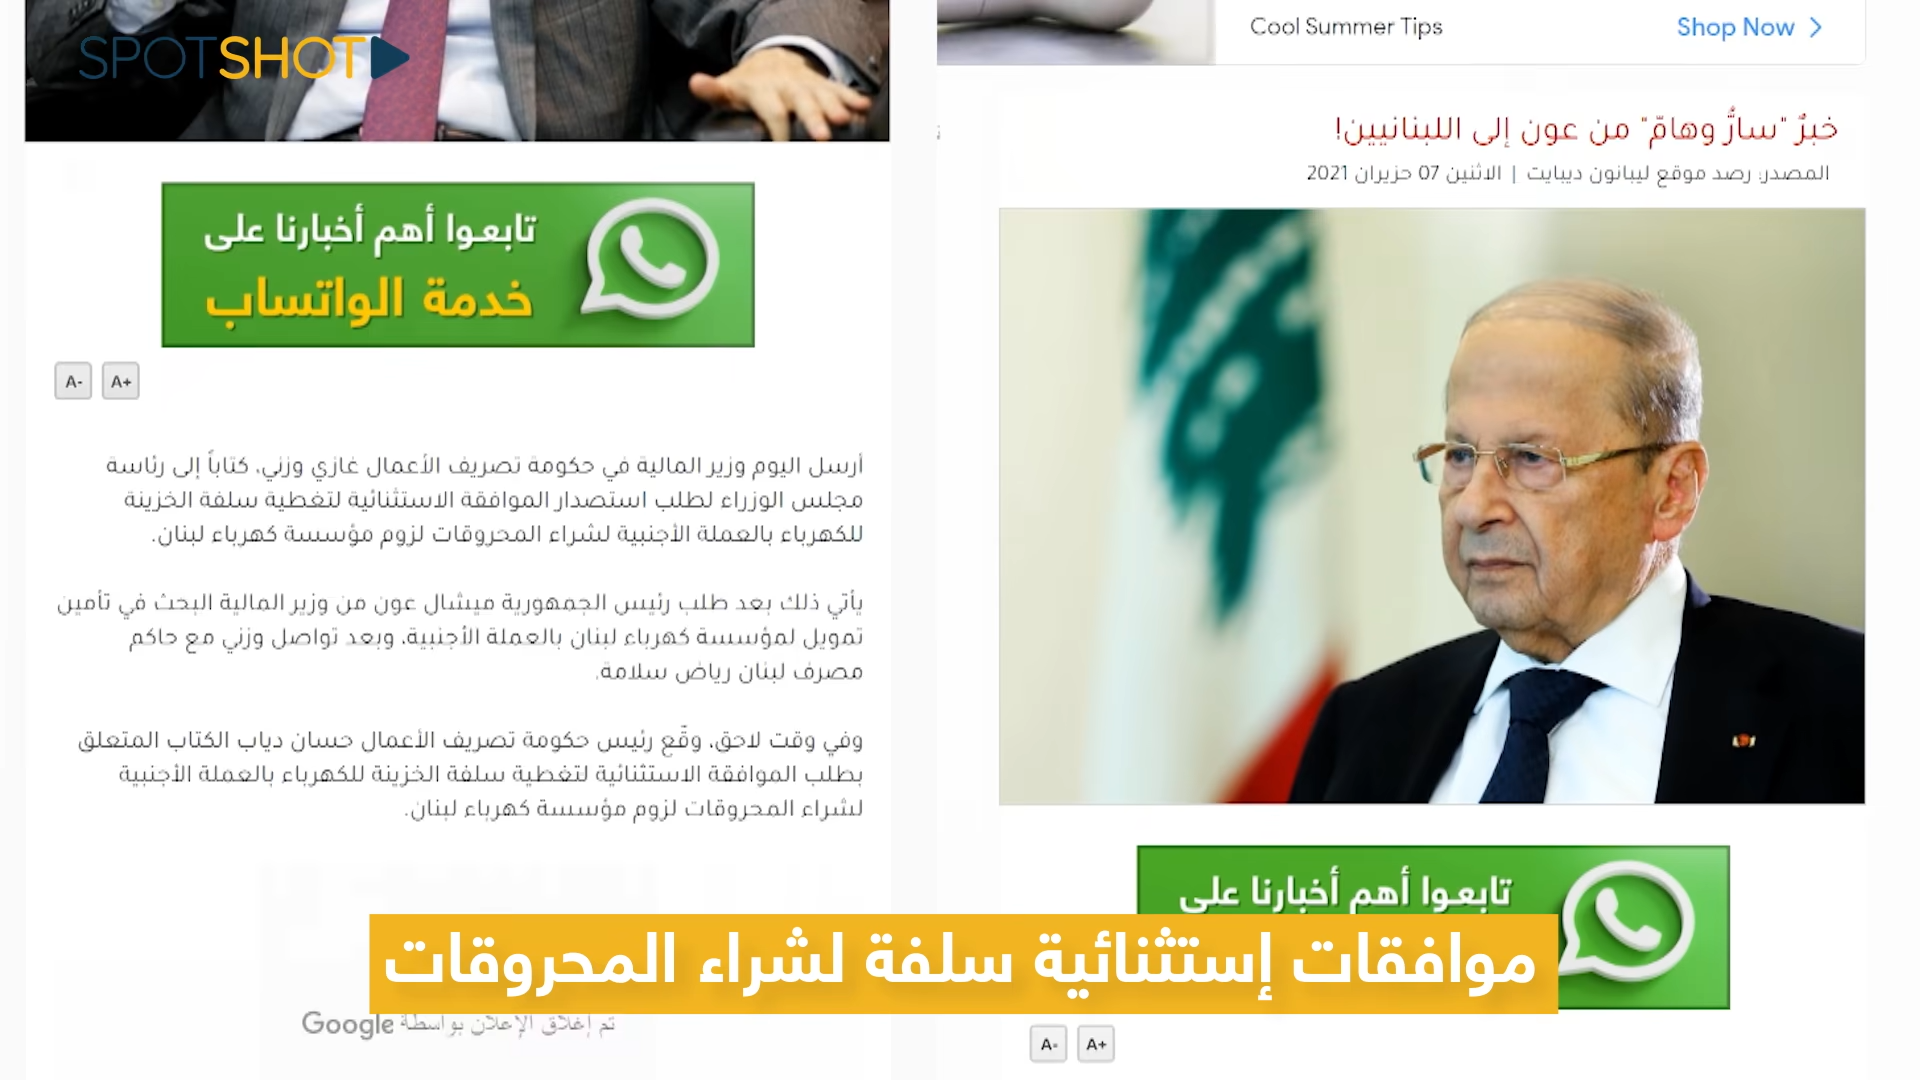 SPOTSHOT
تابعوا أهم أخبارنا على
خدمة الواتساب
A- A+
أرسل اليوم وزير المالية في حكومة تصريف الأعمال غازي وزني، كتاباً إلى رئاسة
مجلس الوزراء لطلب استصدار الموافقة الاستثنائية لتغطية سلفة الخزينة
للكهرباء بالعملة الأجنبية لشراء المحروقات لزوم مؤسسة كهرباء لبنان.
يأتي ذلك بعد طلب رئيس الجمهورية ميشال عون من وزير المالية البحث في تأمين
تمويل لمؤسسة كهرباء لبنان بالعملة الأجنبية، وبعد تواصل وزني مع حاكم
مصرف لبنان رياض سلامة.
وفي وقت لاحق، وقّع رئيس حكومة تصريف الأعمال حسان دياب الكتاب المتعلق
بطلب الموافقة الاستثنائية لتغطية سلفة الخزينة للكهرباء بالعملة الأجنبية
لشراء المحروقات لزوم مؤسسة كهرباء لبنان.
تم إغلاق الإعلان بواسطة Google
Cool Summer Tips
Shop Now
خبرٌ "سارٌّ وهامّ" من عون إلى اللبنانيين!
المصدر: رصد موقع ليبانون ديبايت | الاثنين 07 حزيران 2021
تابعوا أهم أخبارنا على
موافقات إستثنائية سلفة لشراء المحروقات
A- A+